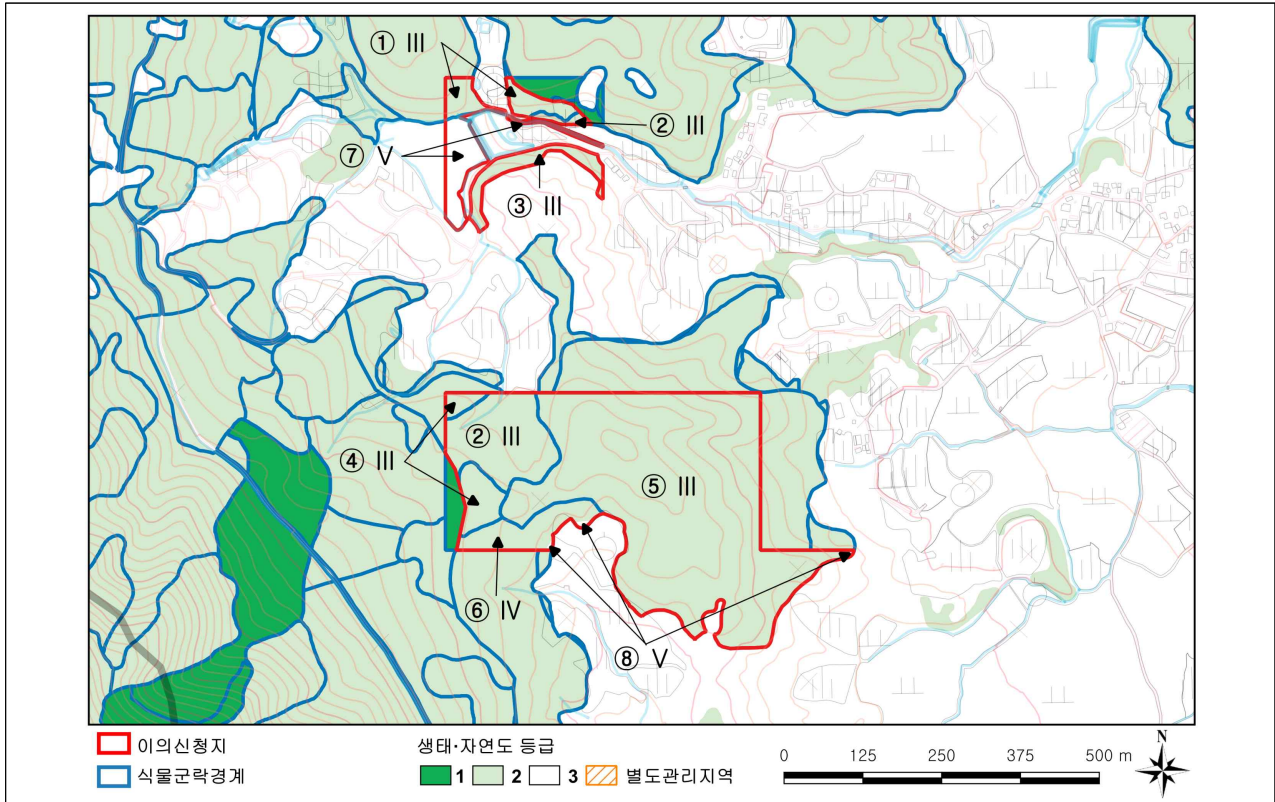 ① III
② III
⑦ V
③ III
② III
④ III
⑤ III
⑥ IV
⑧ V
이의신청지
식물군락경계
생태·자연도 등급
1 2 3 별도관리지역
0 125 250 375 500 m
N